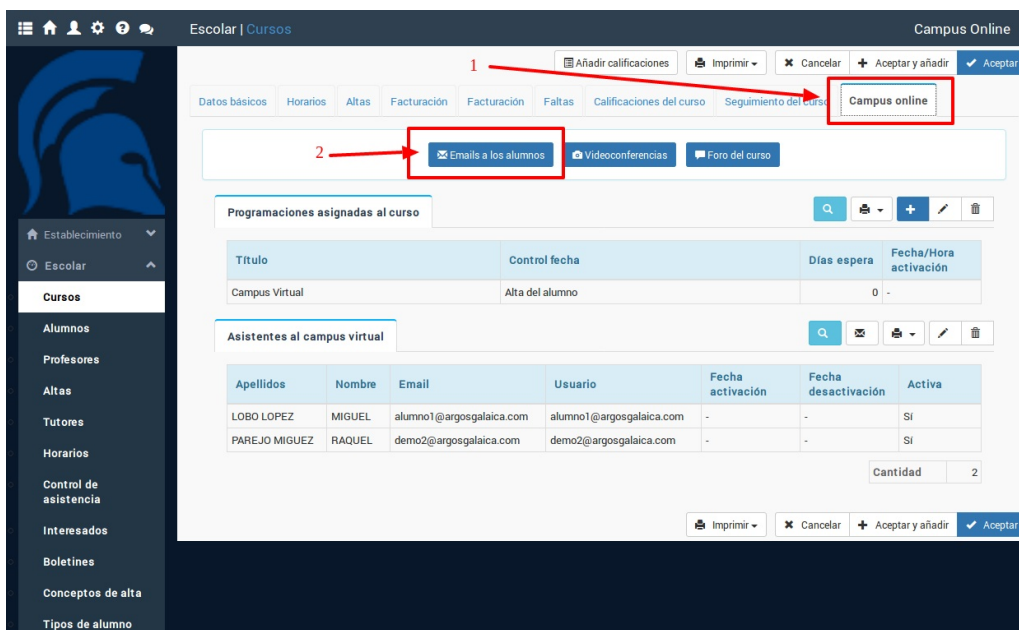 Escolar | Cursos
Campus Online
1
Añadir calificaciones
Imprimir
Cancelar
Aceptar y añadir
Aceptar
Datos básicos
Horarios
Altas
Facturación
Facturación
Faltas
Calificaciones del curso
Seguimiento del curso
Campus online
2
Emails a los alumnos
Videoconferencias
Foro del curso
Programaciones asignadas al curso
Título
Control fecha
Días espera
Fecha/Hora
activación
Campus Virtual
Alta del alumno
0
-
Asistentes al campus virtual
Apellidos
Nombre
Email
Usuario
Fecha
activación
Fecha
desactivación
Activa
LOBO LOPEZ
MIGUEL
alumno1@argosgalaica.com
alumno1@argosgalaica.com
-
-
Sí
PAREJO MIGUEZ
RAQUEL
demo2@argosgalaica.com
demo2@argosgalaica.com
-
-
Sí
Cantidad
2
Imprimir
Cancelar
Aceptar y añadir
Aceptar
Establecimiento
Escolar
Cursos
Alumnos
Profesores
Altas
Tutores
Horarios
Control de
asistencia
Interesados
Boletines
Conceptos de alta
Tipos de alumno